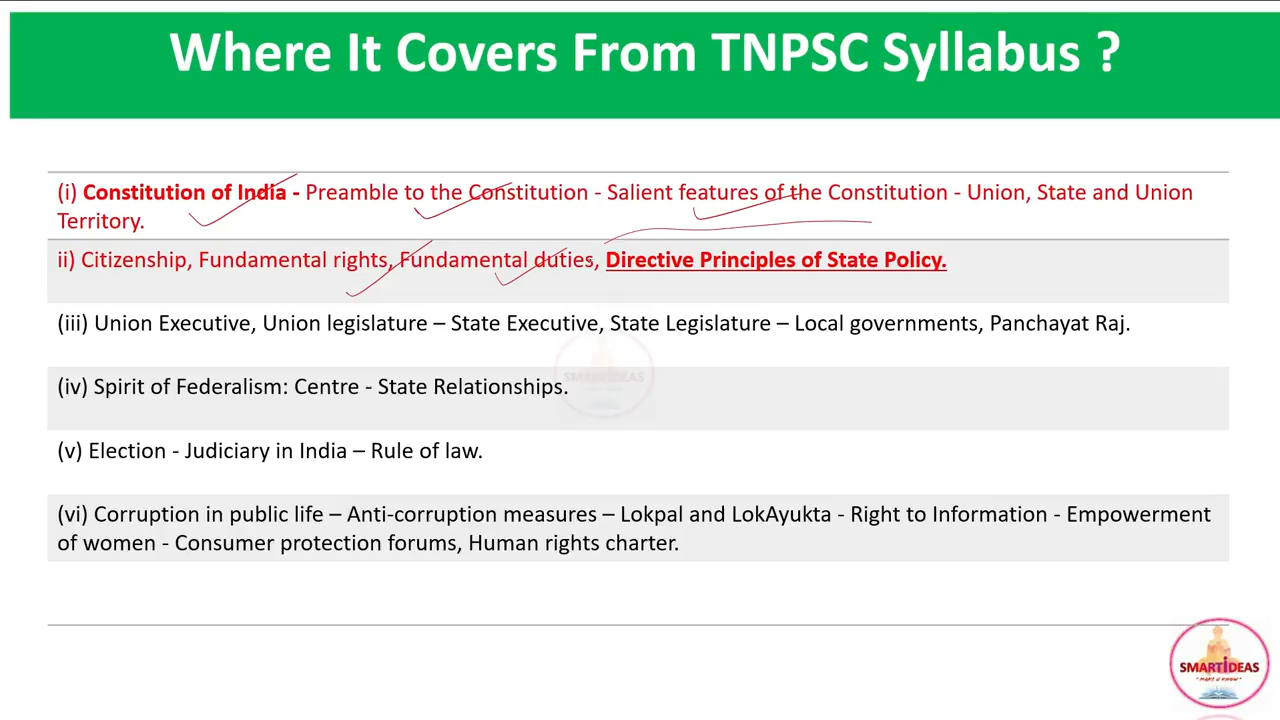 Where It Covers From TNPSC Syllabus ?
(i) Constitution of India - Preamble to the Constitution - Salient features of the Constitution - Union, State and Union
Territory.
ii) Citizenship, Fundamental rights, Fundamental duties, Directive Principles of State Policy.
(iii) Union Executive, Union legislature – State Executive, State Legislature – Local governments, Panchayat Raj.
(iv) Spirit of Federalism: Centre - State Relationships.
(v) Election - Judiciary in India – Rule of law.
(vi) Corruption in public life – Anti-corruption measures – Lokpal and LokAyukta - Right to Information - Empowerment
of women - Consumer protection forums, Human rights charter.
SMARTIDEAS
SMARTiDEAS
"MAKE U KNOW"